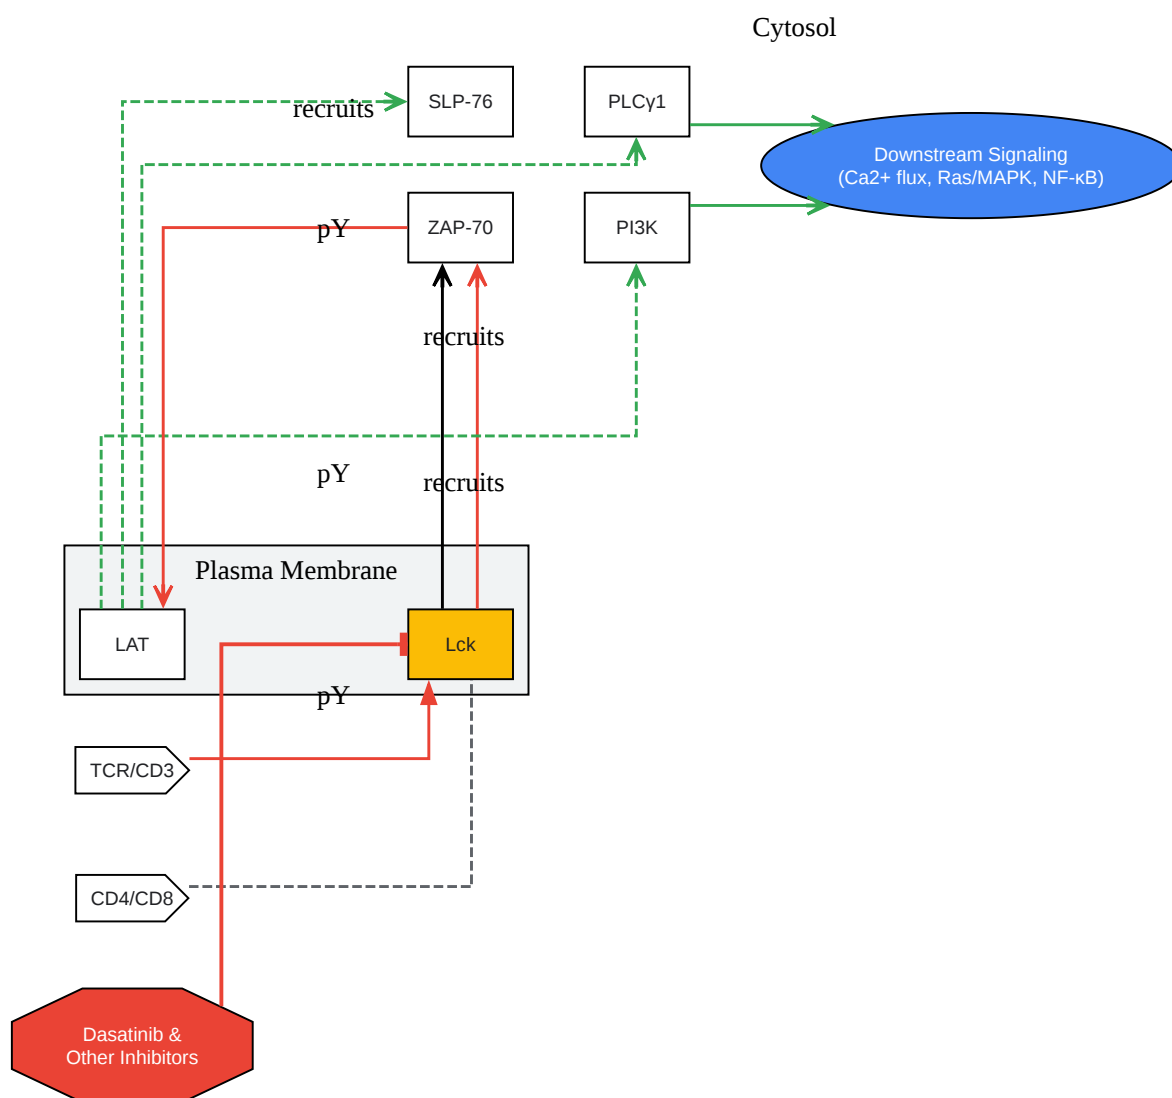 Cytosol
SLP-76
PLCγ1
recruits
Downstream Signaling
(Ca2+ flux, Ras/MAPK, NF-κB)
pY
ZAP-70
PI3K
recruits
pY
recruits
Plasma Membrane
LAT
Lck
pY
TCR/CD3
CD4/CD8
Dasatinib &
Other Inhibitors